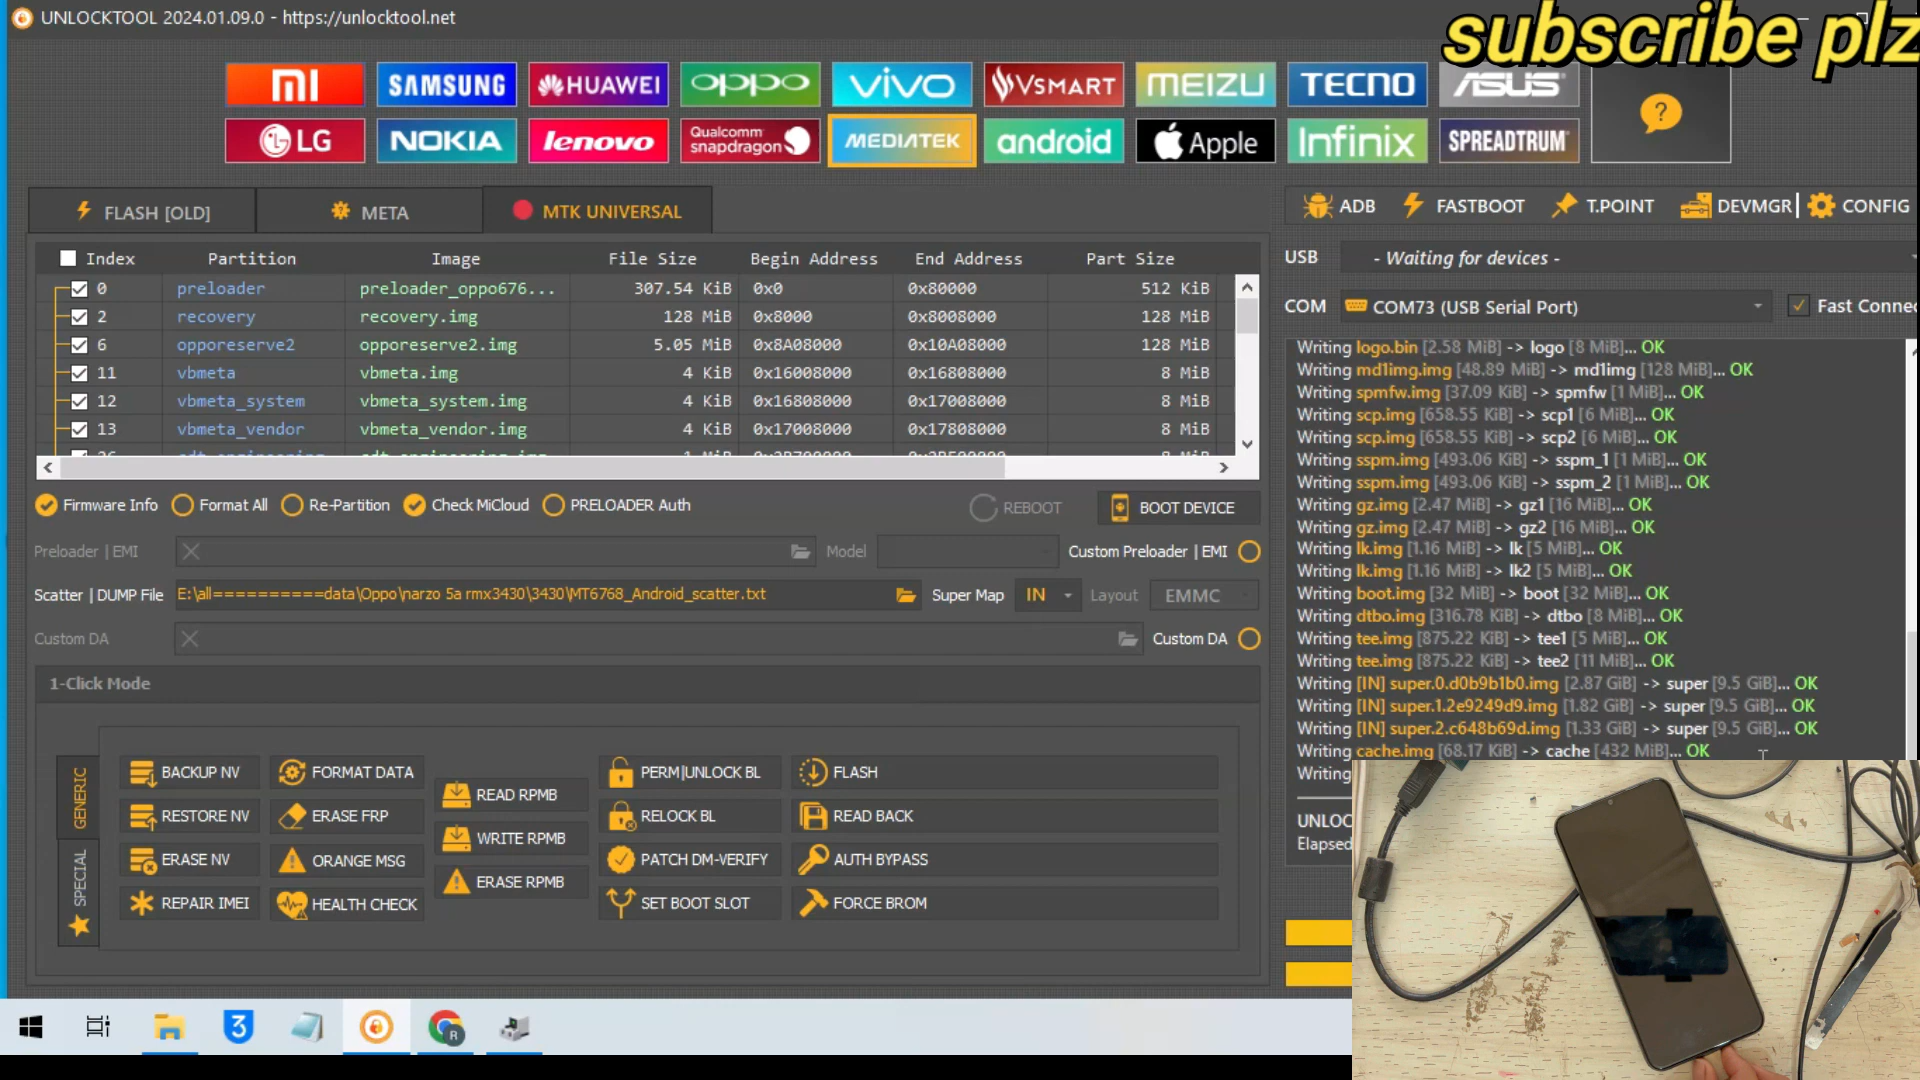 UNLOCKTOOL 2024.01.09.0 - https://unlocktool.net
subscribe plz
mi SAMSUNG HUAWEI oppo vivo VSMART MEIZU TECNO ASUS ?
LG NOKIA lenovo Qualcomm snapdragon MEDIATEK android Apple Infinix SPREADTRUM
FLASH [OLD] META MTK UNIVERSAL
ADB FASTBOOT T.POINT DEVMGR CONFIG
Index Partition Image File Size Begin Address End Address Part Size
0 preloader preloader_oppo676... 307.54 KiB 0x0 0x80000 512 KiB
2 recovery recovery.img 128 MiB 0x8000 0x8008000 128 MiB
6 opporeserve2 opporeserve2.img 5.05 MiB 0x8A08000 0x10A08000 128 MiB
11 vbmeta vbmeta.img 4 KiB 0x16008000 0x16808000 8 MiB
12 vbmeta_system vbmeta_system.img 4 KiB 0x16808000 0x17008000 8 MiB
13 vbmeta_vendor vbmeta_vendor.img 4 KiB 0x17008000 0x17808000 8 MiB
Firmware Info Format All Re-Partition Check MiCloud PRELOADER Auth REBOOT BOOT DEVICE
Preloader | EMI Model Custom Preloader | EMI
Scatter | DUMP File E:\all==========data\Oppo\narzo 5a rmx3430\3430\MT6768_Android_scatter.txt Super Map IN Layout EMMC
Custom DA Custom DA
1-Click Mode
GENERIC
SPECIAL
BACKUP NV FORMAT DATA READ RPMB PERM|UNLOCK BL FLASH
RESTORE NV ERASE FRP WRITE RPMB RELOCK BL READ BACK
ERASE NV ORANGE MSG ERASE RPMB PATCH DM-VERIFY AUTH BYPASS
REPAIR IMEI HEALTH CHECK SET BOOT SLOT FORCE BROM
USB - Waiting for devices -
COM COM73 (USB Serial Port) Fast Connec
Writing logo.bin [2.58 MiB] -> logo [8 MiB]... OK
Writing md1img.img [48.89 MiB] -> md1img [128 MiB]... OK
Writing spmfw.img [37.09 KiB] -> spmfw [1 MiB]... OK
Writing scp.img [658.55 KiB] -> scp1 [6 MiB]... OK
Writing scp.img [658.55 KiB] -> scp2 [6 MiB]... OK
Writing sspm.img [493.06 KiB] -> sspm_1 [1 MiB]... OK
Writing sspm.img [493.06 KiB] -> sspm_2 [1 MiB]... OK
Writing gz.img [2.47 MiB] -> gz1 [16 MiB]... OK
Writing gz.img [2.47 MiB] -> gz2 [16 MiB]... OK
Writing lk.img [1.16 MiB] -> lk [5 MiB]... OK
Writing lk.img [1.16 MiB] -> lk2 [5 MiB]... OK
Writing boot.img [32 MiB] -> boot [32 MiB]... OK
Writing dtbo.img [316.78 KiB] -> dtbo [8 MiB]... OK
Writing tee.img [875.22 KiB] -> tee1 [5 MiB]... OK
Writing tee.img [875.22 KiB] -> tee2 [11 MiB]... OK
Writing [IN] super.0.d0b9b1b0.img [2.87 GiB] -> super [9.5 GiB]... OK
Writing [IN] super.1.2e9249d9.img [1.82 GiB] -> super [9.5 GiB]... OK
Writing [IN] super.2.c648b69d.img [1.33 GiB] -> super [9.5 GiB]... OK
Writing cache.img [68.17 KiB] -> cache [432 MiB]... OK
Writing
UNLOC
Elapsed